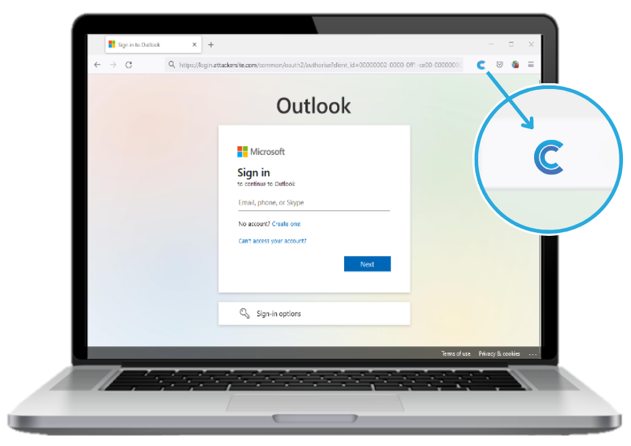 Sign in to Outlook
https://login.attackersite.com/common/oauth2/authorize?client_id=00000002-0000-0ff1-ce00-000000000
Outlook
Microsoft
Sign in
to continue to Outlook
Email, phone, or Skype
No account? Create one!
Can't access your account?
Next
Sign-in options
Terms of use Privacy & cookies ...
C